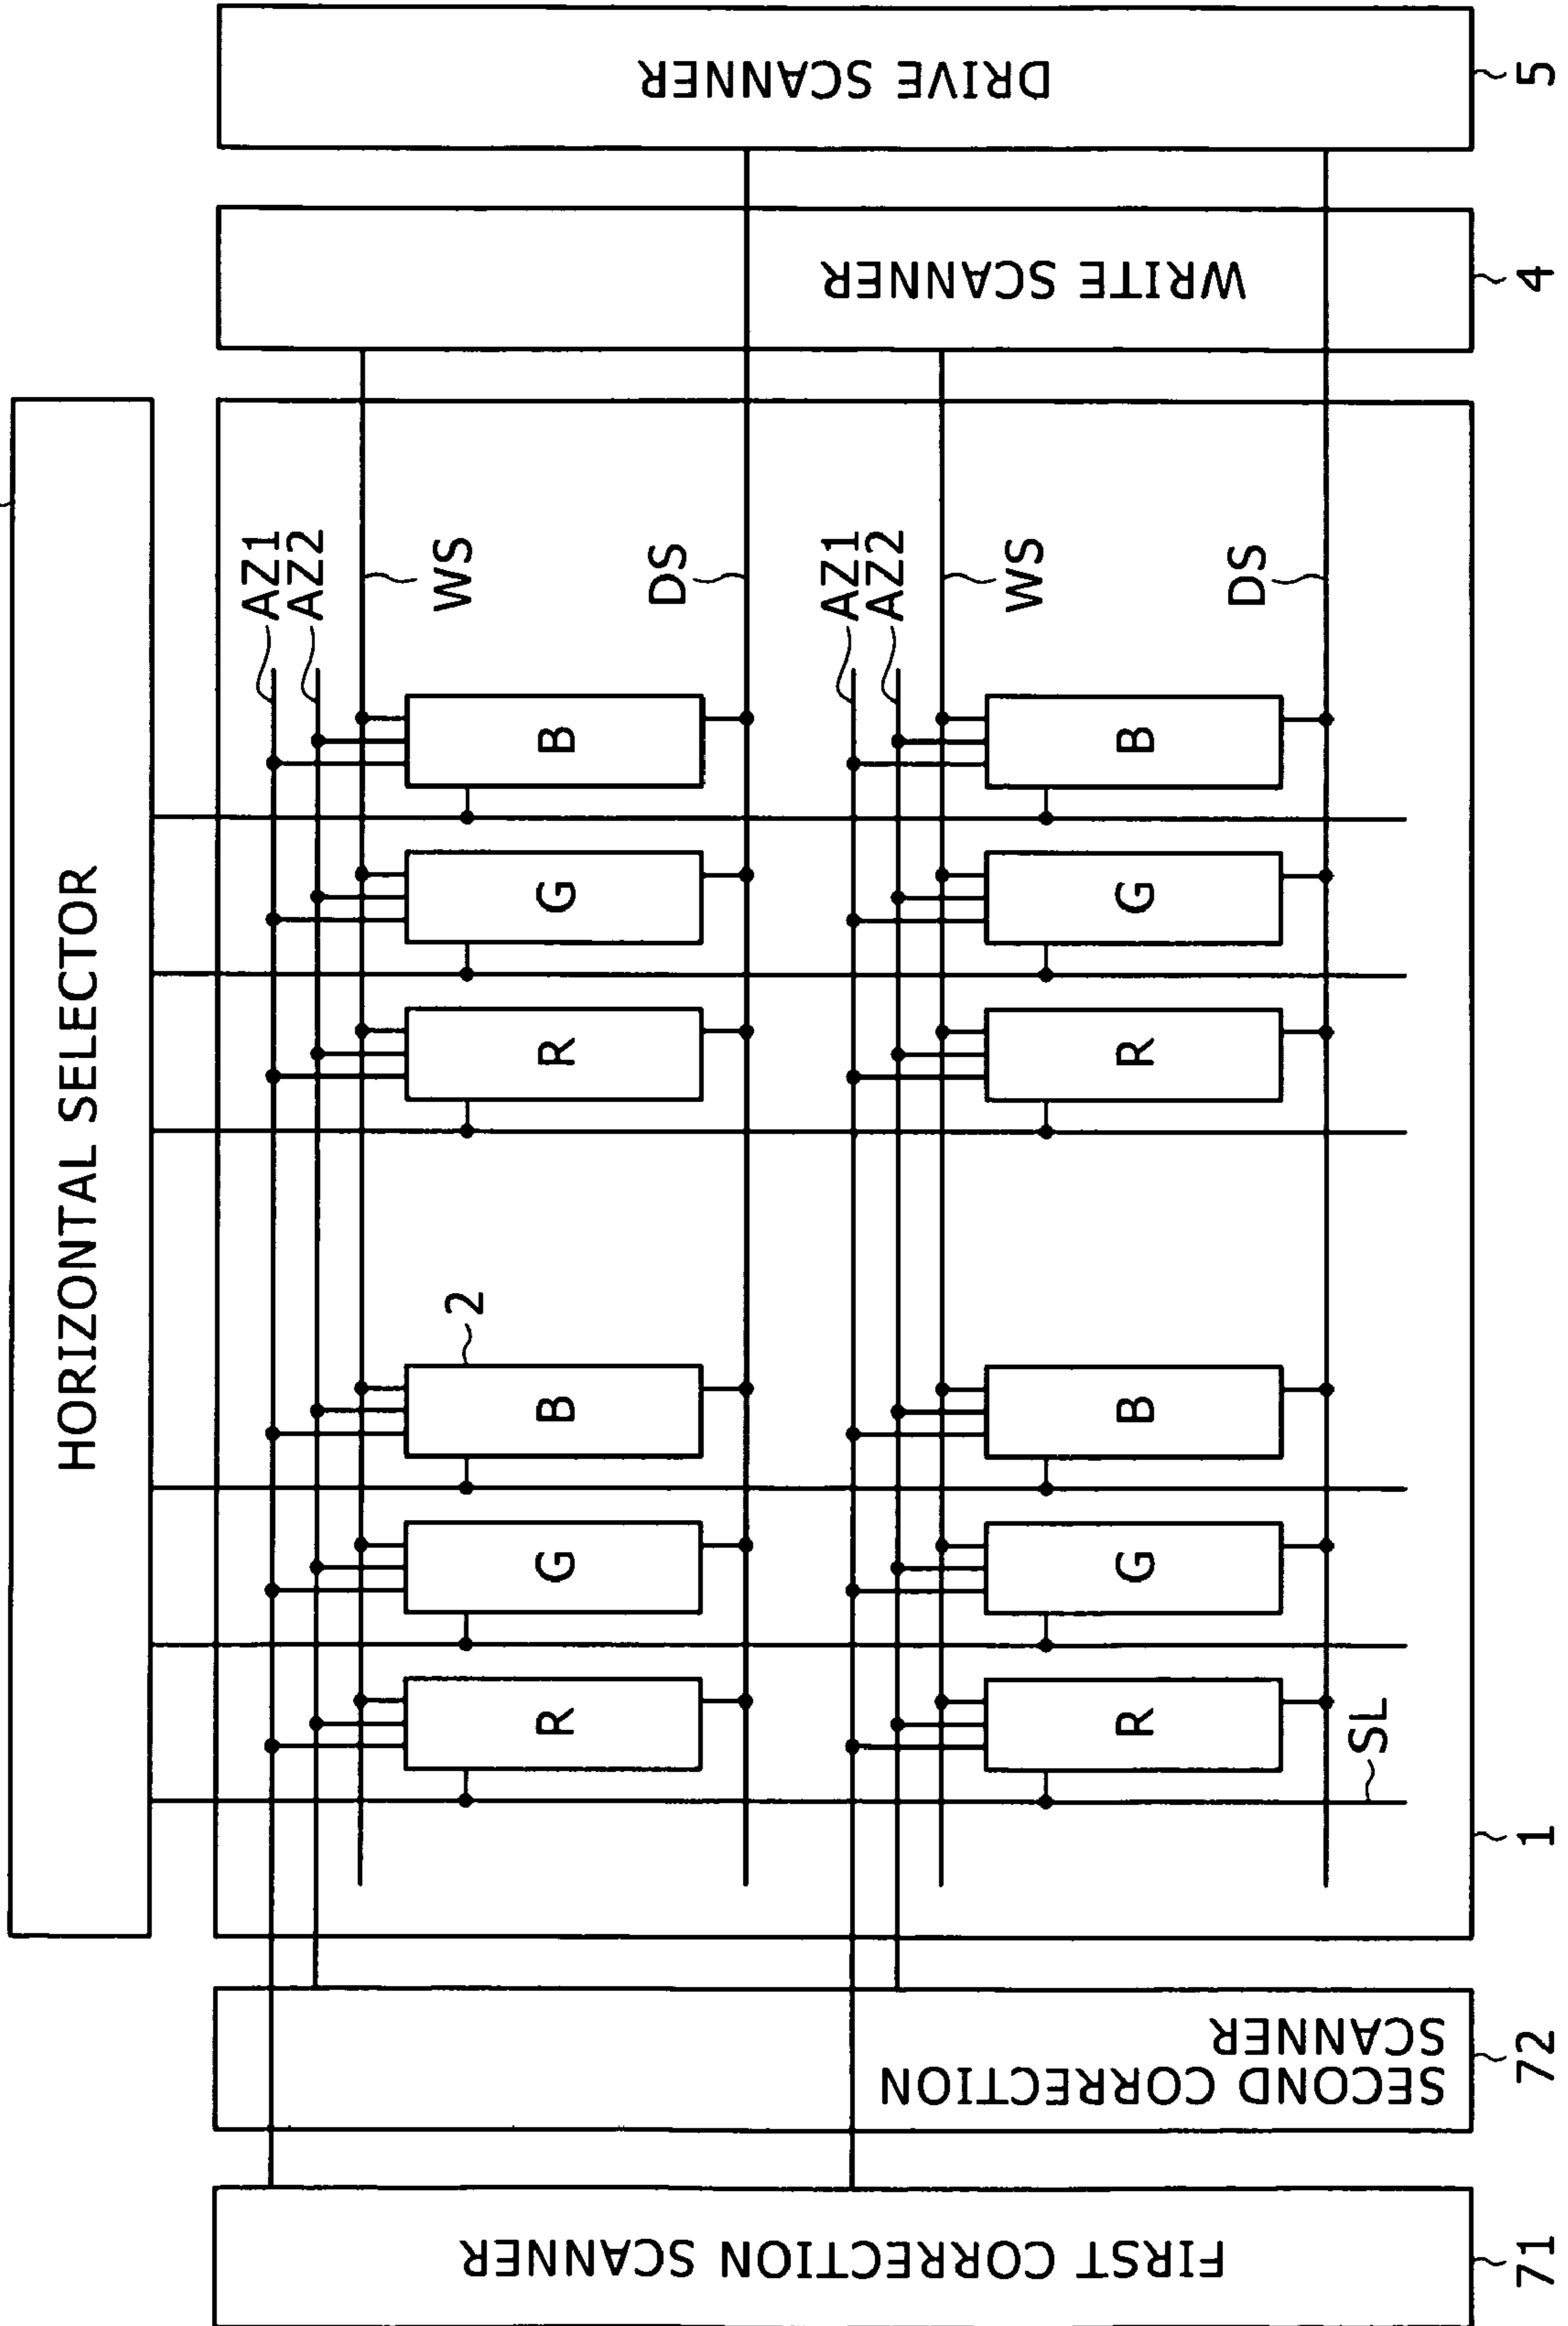 HORIZONTAL SELECTOR
AZ1
AZ2
WS
2
R G B R G B
DS
AZ1
AZ2
WS
R G B R G B
DS
SL
FIRST CORRECTION SCANNER
SECOND CORRECTION
SCANNER
WRITE SCANNER
DRIVE SCANNER
71 72 1 4 5